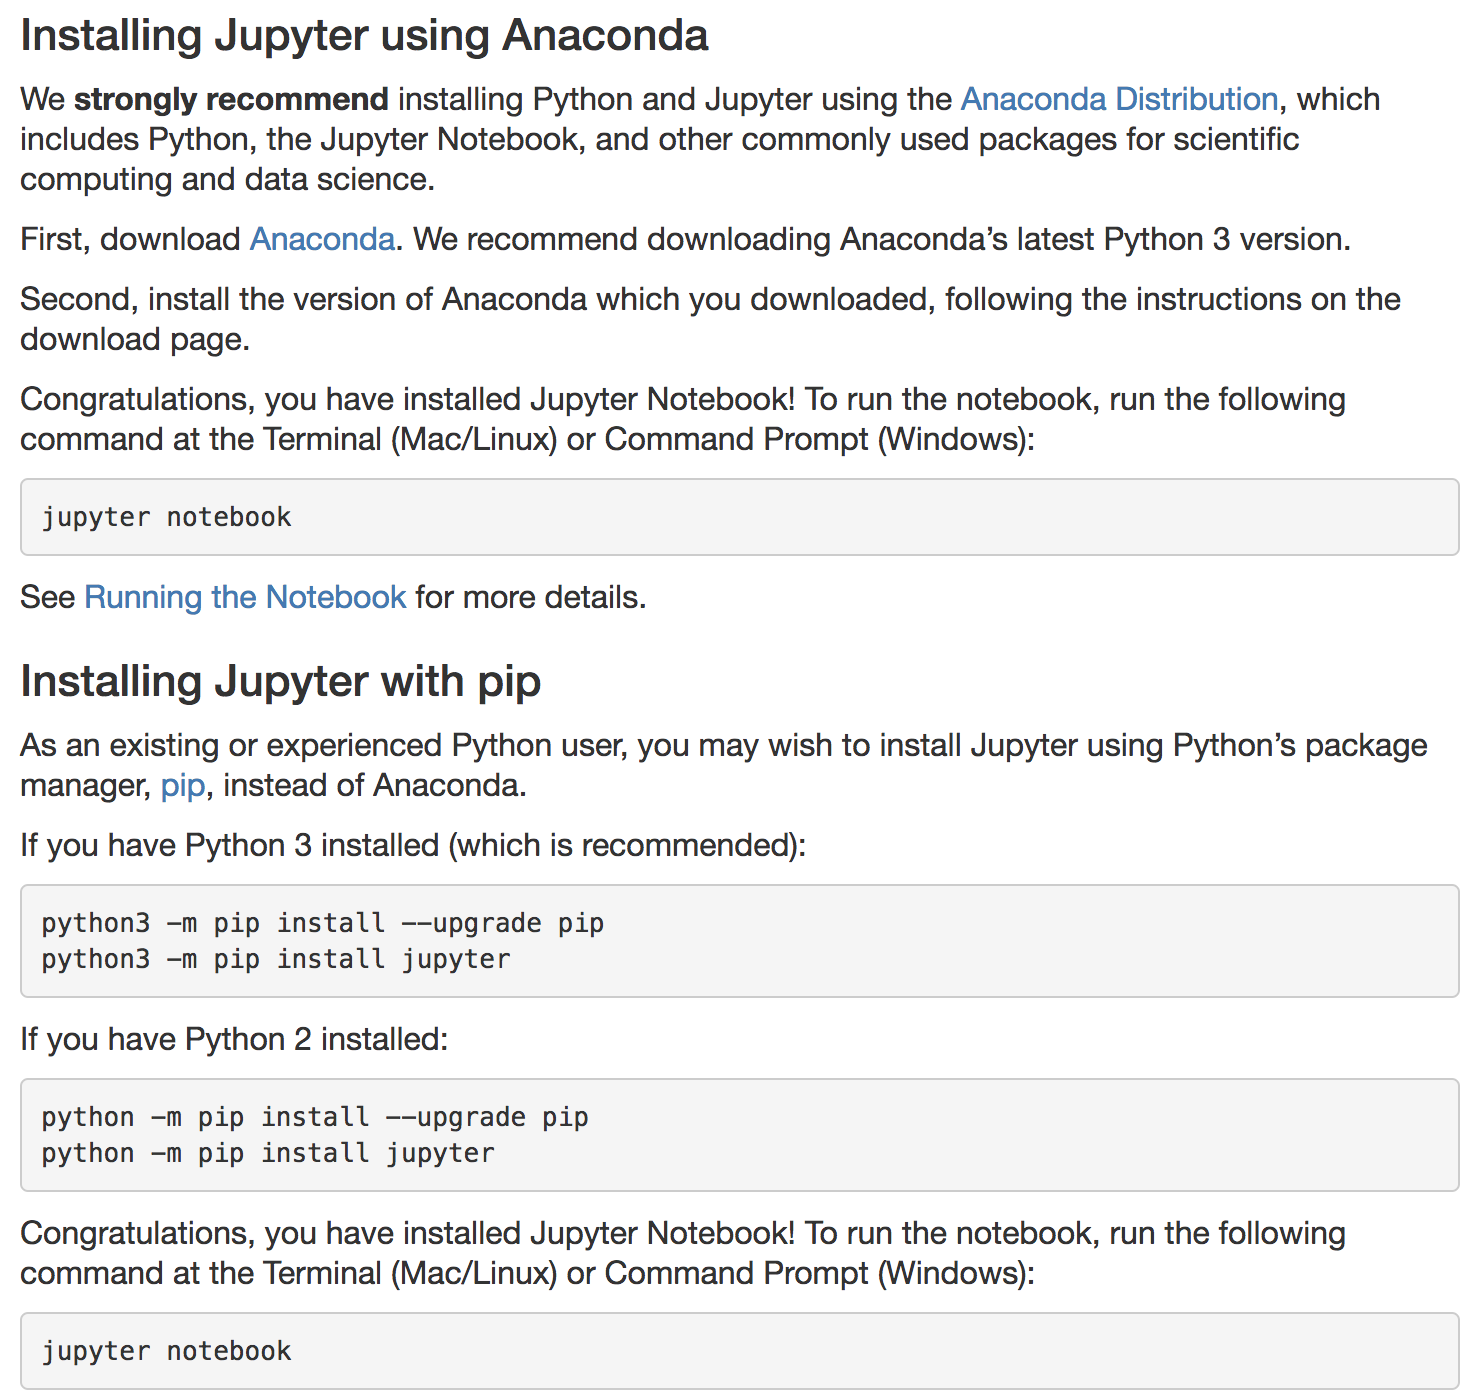 Installing Jupyter using Anaconda
We strongly recommend installing Python and Jupyter using the Anaconda Distribution, which
includes Python, the Jupyter Notebook, and other commonly used packages for scientific
computing and data science.
First, download Anaconda. We recommend downloading Anaconda’s latest Python 3 version.
Second, install the version of Anaconda which you downloaded, following the instructions on the
download page.
Congratulations, you have installed Jupyter Notebook! To run the notebook, run the following
command at the Terminal (Mac/Linux) or Command Prompt (Windows):
jupyter notebook
See Running the Notebook for more details.
Installing Jupyter with pip
As an existing or experienced Python user, you may wish to install Jupyter using Python’s package
manager, pip, instead of Anaconda.
If you have Python 3 installed (which is recommended):
python3 -m pip install --upgrade pip
python3 -m pip install jupyter
If you have Python 2 installed:
python -m pip install --upgrade pip
python -m pip install jupyter
Congratulations, you have installed Jupyter Notebook! To run the notebook, run the following
command at the Terminal (Mac/Linux) or Command Prompt (Windows):
jupyter notebook